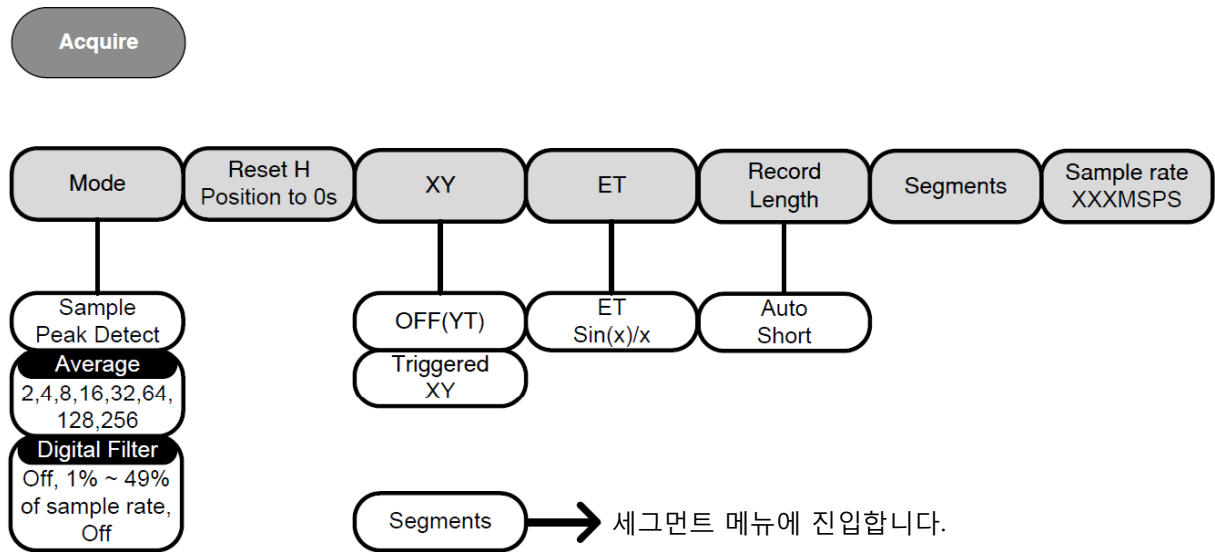 Acquire
Mode
Reset H
Position to 0s
XY
ET
Record
Length
Segments
Sample rate
XXXMSPS
Sample
Peak Detect
Average
2,4,8,16,32,64,
128,256
Digital Filter
Off, 1% ~ 49%
of sample rate,
Off
OFF(YT)
Triggered
XY
ET
Sin(x)/x
Auto
Short
Segments
세그먼트 메뉴에 진입합니다.